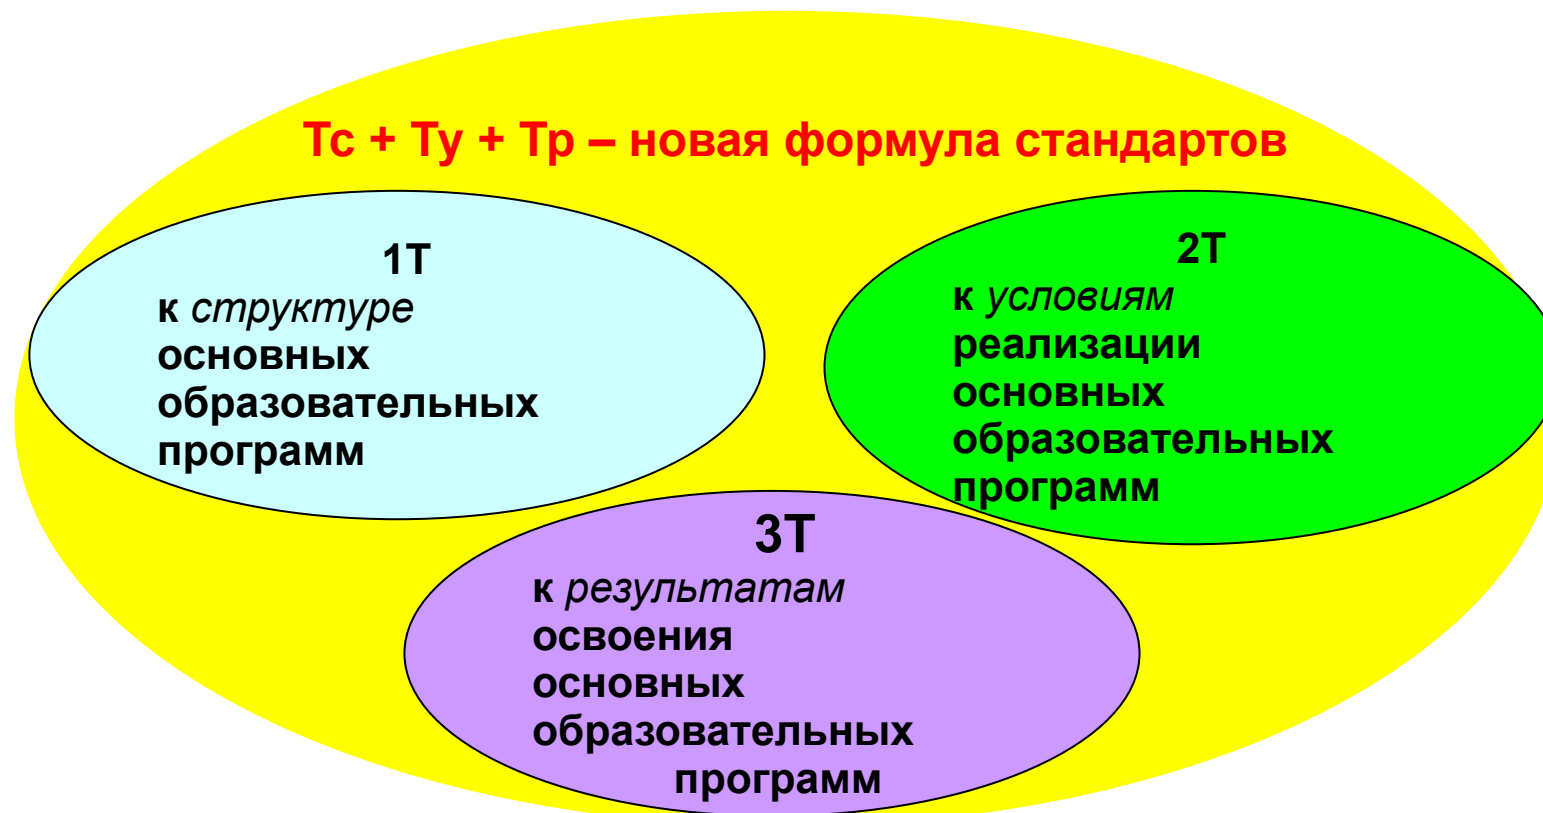 Тс + Ту + Тр – новая формула стандартов
1Т
к структуре
основных
образовательных
программ
2Т
к условиям
реализации
основных
образовательных
программ
3Т
к результатам
освоения
основных
образовательных
программ